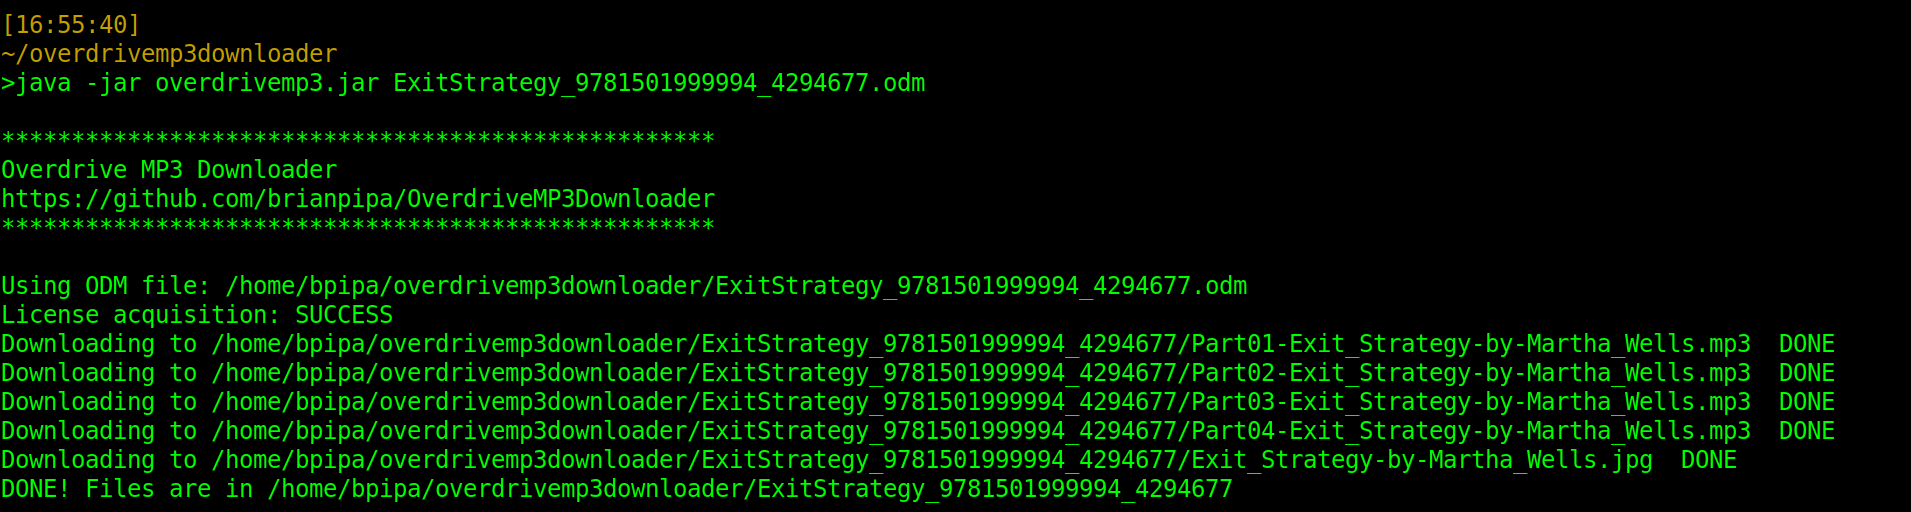 [16:55:40]
~/overdrivemp3downloader
>java -jar overdrivemp3.jar ExitStrategy_9781501999994_4294677.odm
***************************************************
Overdrive MP3 Downloader
https://github.com/brianpipa/OverdriveMP3Downloader
***************************************************
Using ODM file: /home/bpipa/overdrivemp3downloader/ExitStrategy_9781501999994_4294677.odm
License acquisition: SUCCESS
Downloading to /home/bpipa/overdrivemp3downloader/ExitStrategy_9781501999994_4294677/Part01-Exit_Strategy-by-Martha_Wells.mp3  DONE
Downloading to /home/bpipa/overdrivemp3downloader/ExitStrategy_9781501999994_4294677/Part02-Exit_Strategy-by-Martha_Wells.mp3  DONE
Downloading to /home/bpipa/overdrivemp3downloader/ExitStrategy_9781501999994_4294677/Part03-Exit_Strategy-by-Martha_Wells.mp3  DONE
Downloading to /home/bpipa/overdrivemp3downloader/ExitStrategy_9781501999994_4294677/Part04-Exit_Strategy-by-Martha_Wells.mp3  DONE
Downloading to /home/bpipa/overdrivemp3downloader/ExitStrategy_9781501999994_4294677/Exit_Strategy-by-Martha_Wells.jpg  DONE
DONE! Files are in /home/bpipa/overdrivemp3downloader/ExitStrategy_9781501999994_4294677